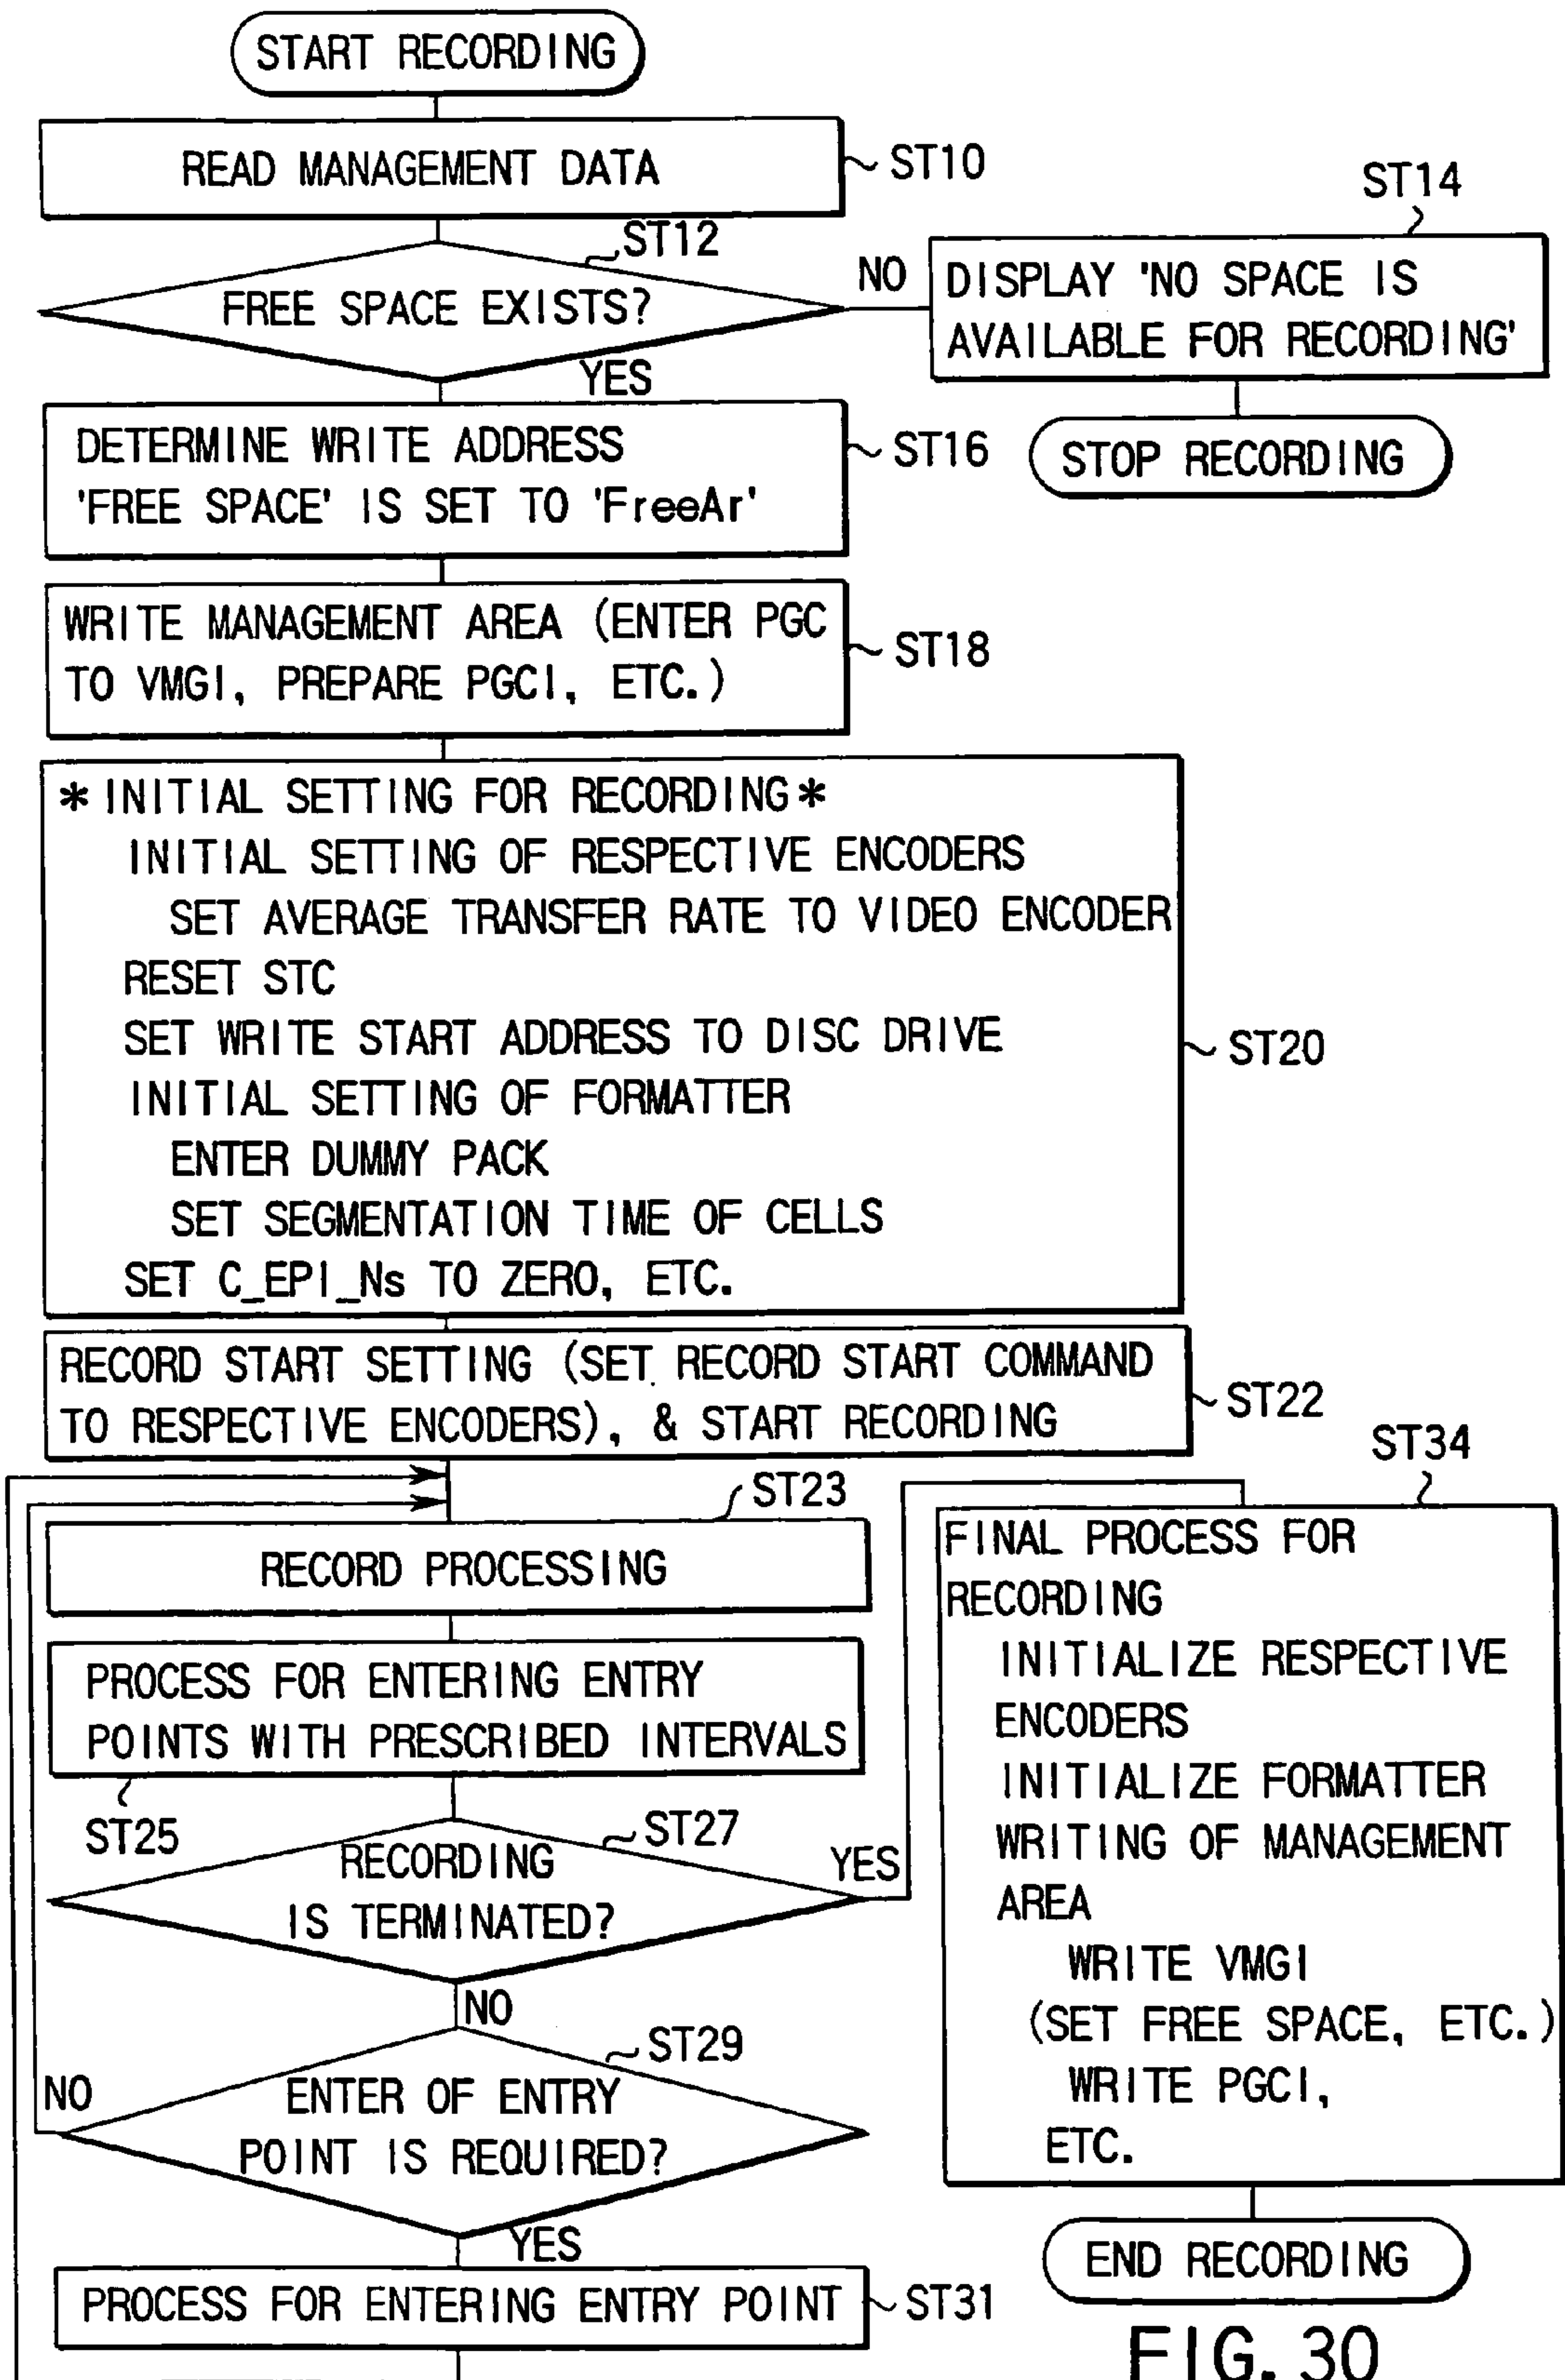 START RECORDING
READ MANAGEMENT DATA
ST10
ST12
FREE SPACE EXISTS?
NO
YES
ST14
DISPLAY 'NO SPACE IS
AVAILABLE FOR RECORDING'
STOP RECORDING
DETERMINE WRITE ADDRESS
'FREE SPACE' IS SET TO 'FreeAr'
ST16
WRITE MANAGEMENT AREA (ENTER PGC
TO VMGI, PREPARE PGCI, ETC.)
ST18
* INITIAL SETTING FOR RECORDING *
INITIAL SETTING OF RESPECTIVE ENCODERS
SET AVERAGE TRANSFER RATE TO VIDEO ENCODER
RESET STC
SET WRITE START ADDRESS TO DISC DRIVE
INITIAL SETTING OF FORMATTER
ENTER DUMMY PACK
SET SEGMENTATION TIME OF CELLS
SET C_EPI_Ns TO ZERO, ETC.
ST20
RECORD START SETTING (SET RECORD START COMMAND
TO RESPECTIVE ENCODERS), & START RECORDING
ST22
ST23
RECORD PROCESSING
PROCESS FOR ENTERING ENTRY
POINTS WITH PRESCRIBED INTERVALS
ST25
ST27
RECORDING
IS TERMINATED?
YES
NO
ST29
ENTER OF ENTRY
POINT IS REQUIRED?
NO
YES
PROCESS FOR ENTERING ENTRY POINT
ST31
ST34
FINAL PROCESS FOR
RECORDING
INITIALIZE RESPECTIVE
ENCODERS
INITIALIZE FORMATTER
WRITING OF MANAGEMENT
AREA
WRITE VMGI
(SET FREE SPACE, ETC.)
WRITE PGCI,
ETC.
END RECORDING
FIG. 30